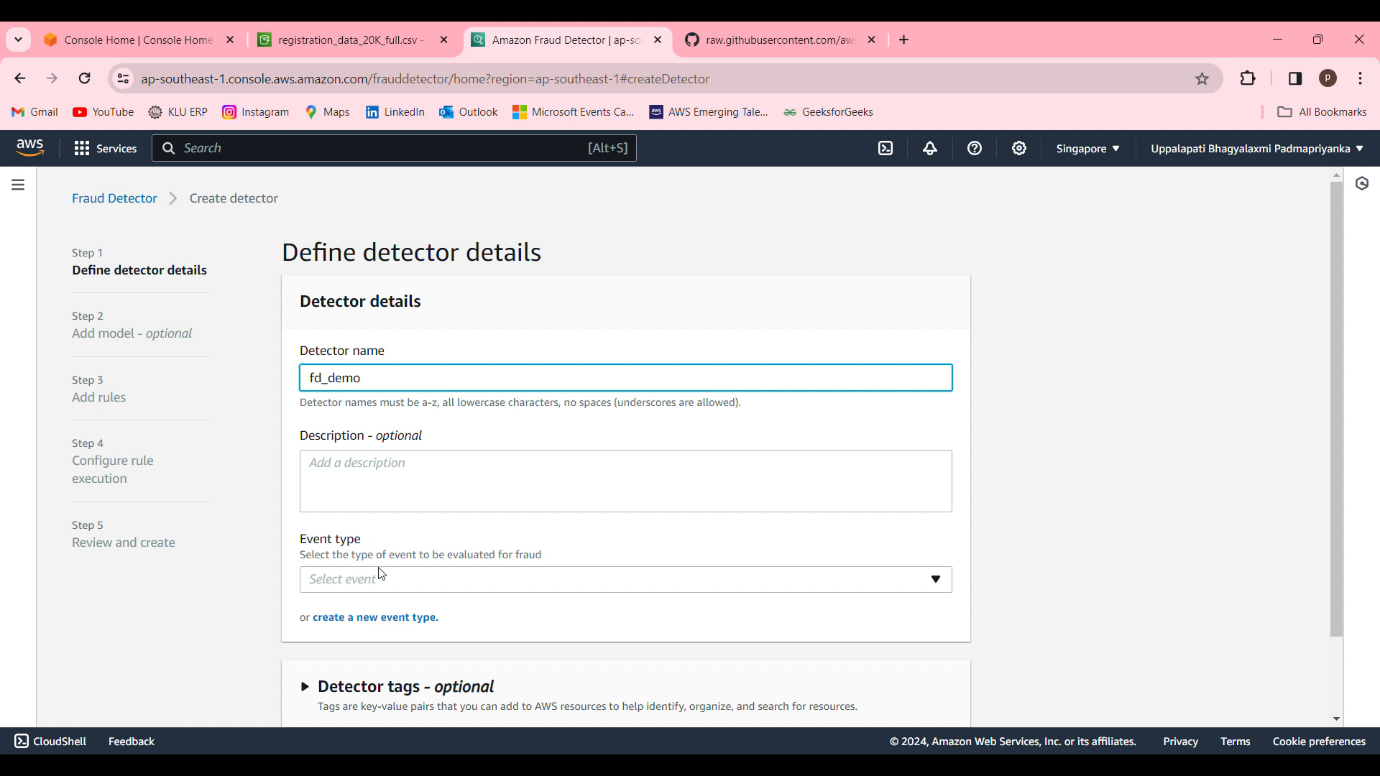 Console Home | Console Home
registration_data_20K_full.csv -
Amazon Fraud Detector | ap-so
raw.githubusercontent.com/aw
ap-southeast-1.console.aws.amazon.com/frauddetector/home?region=ap-southeast-1#createDetector
P
Gmail YouTube KLU ERP Instagram Maps LinkedIn Outlook Microsoft Events Ca... AWS Emerging Tale... GeeksforGeeks All Bookmarks
aws Services Search [Alt+S] Singapore Uppalapati Bhagyalaxmi Padmapriyanka
Fraud Detector Create detector
Step 1
Define detector details
Step 2
Add model - optional
Step 3
Add rules
Step 4
Configure rule
execution
Step 5
Review and create
Define detector details
Detector details
Detector name
fd_demo
Detector names must be a-z, all lowercase characters, no spaces (underscores are allowed).
Description - optional
Add a description
Event type
Select the type of event to be evaluated for fraud
Select event
or create a new event type.
Detector tags - optional
Tags are key-value pairs that you can add to AWS resources to help identify, organize, and search for resources.
CloudShell Feedback © 2024, Amazon Web Services, Inc. or its affiliates. Privacy Terms Cookie preferences